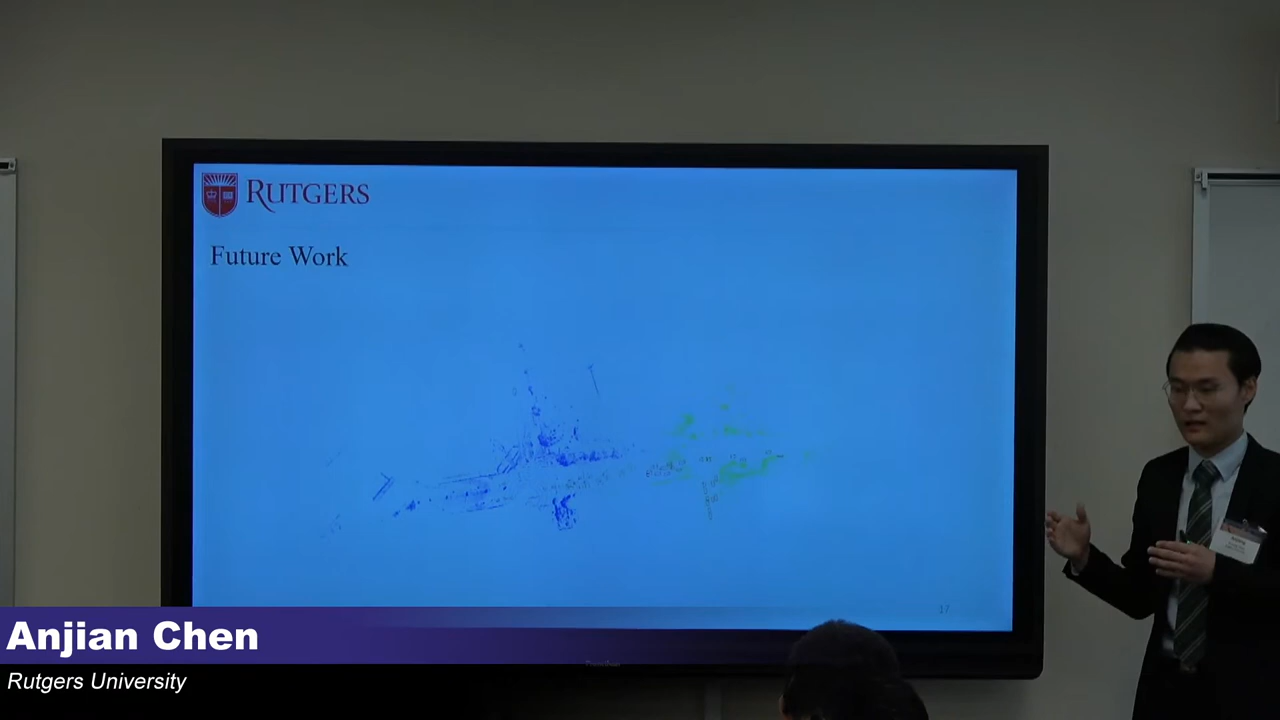 RUTGERS
Future Work
17
Anjian Chen
Rutgers University